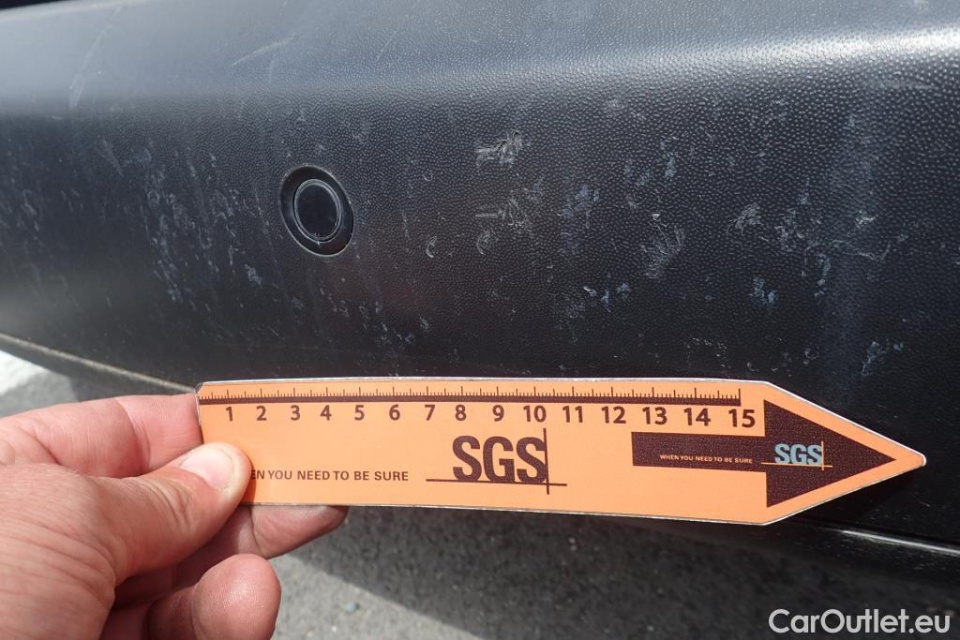 1 2 3 4 5 6 7 8 9 10 11 12 13 14 15
EN YOU NEED TO BE SURE
SGS
WHEN YOU NEED TO BE SURE
SGS
CarOutlet.eu